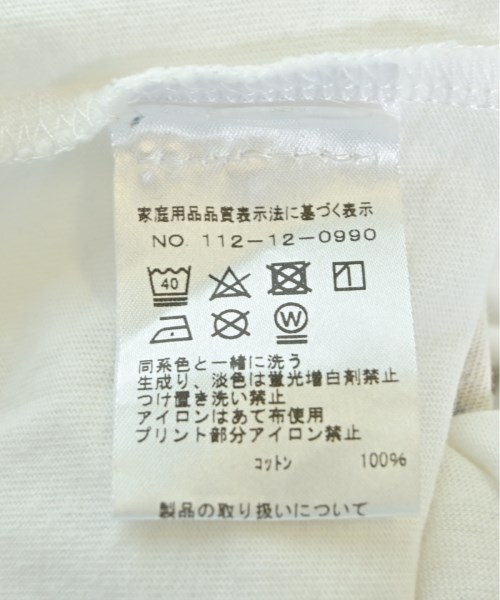 家庭用品品質表示法に基づく表示
NO. 112-12-0990
40
W
同系色と一緒に洗う
生成り、淡色は蛍光増白剤禁止
つけ置き洗い禁止
アイロンはあて布使用
プリント部分アイロン禁止
コットン 100%
製品の取り扱いについて